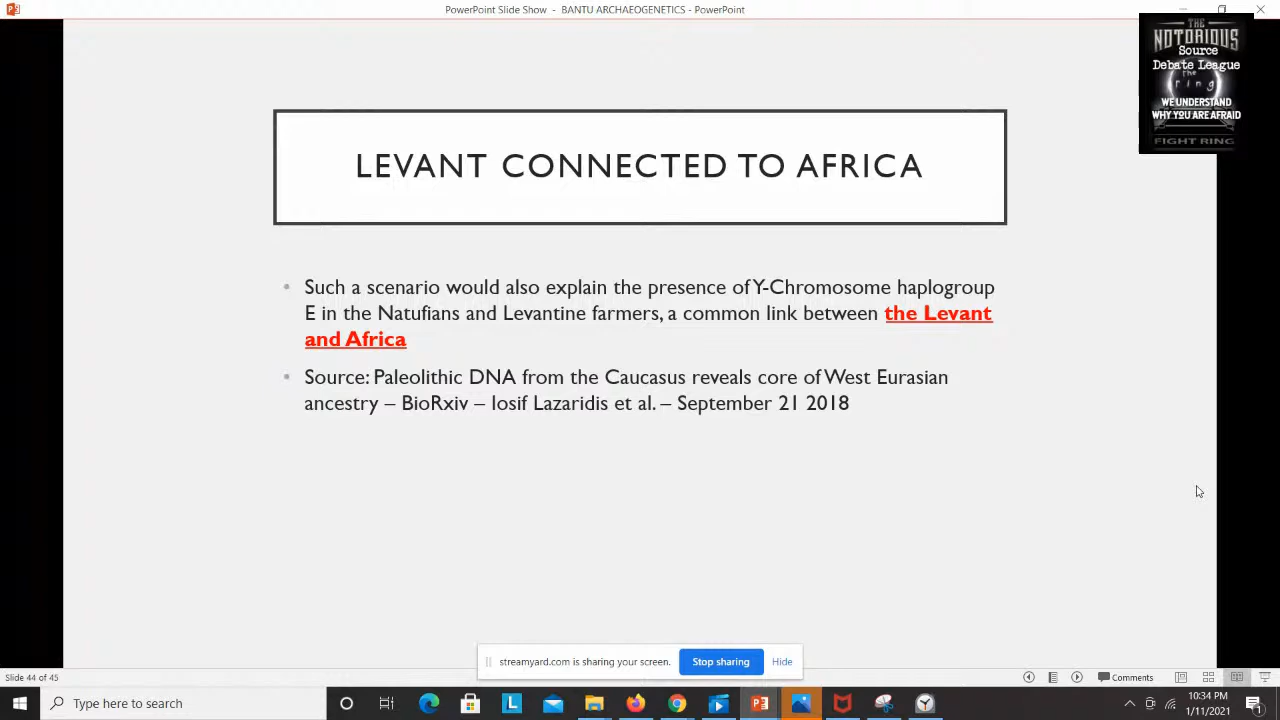 PowerPoint Slide Show - BANTU ARCHAEOGENETICS - PowerPoint
THE
NOTORIOUS
Source
Debate League
the
ring
WE UNDERSTAND
WHY YOU ARE AFRAID
FIGHT RING
LEVANT CONNECTED TO AFRICA
• Such a scenario would also explain the presence of Y-Chromosome haplogroup
E in the Natufians and Levantine farmers, a common link between the Levant
and Africa
• Source: Paleolithic DNA from the Caucasus reveals core of West Eurasian
ancestry – BioRxiv – Iosif Lazaridis et al. – September 21 2018
streamyard.com is sharing your screen. Stop sharing Hide
Slide 44 of 45 Comments
Type here to search
10:34 PM
1/11/2021